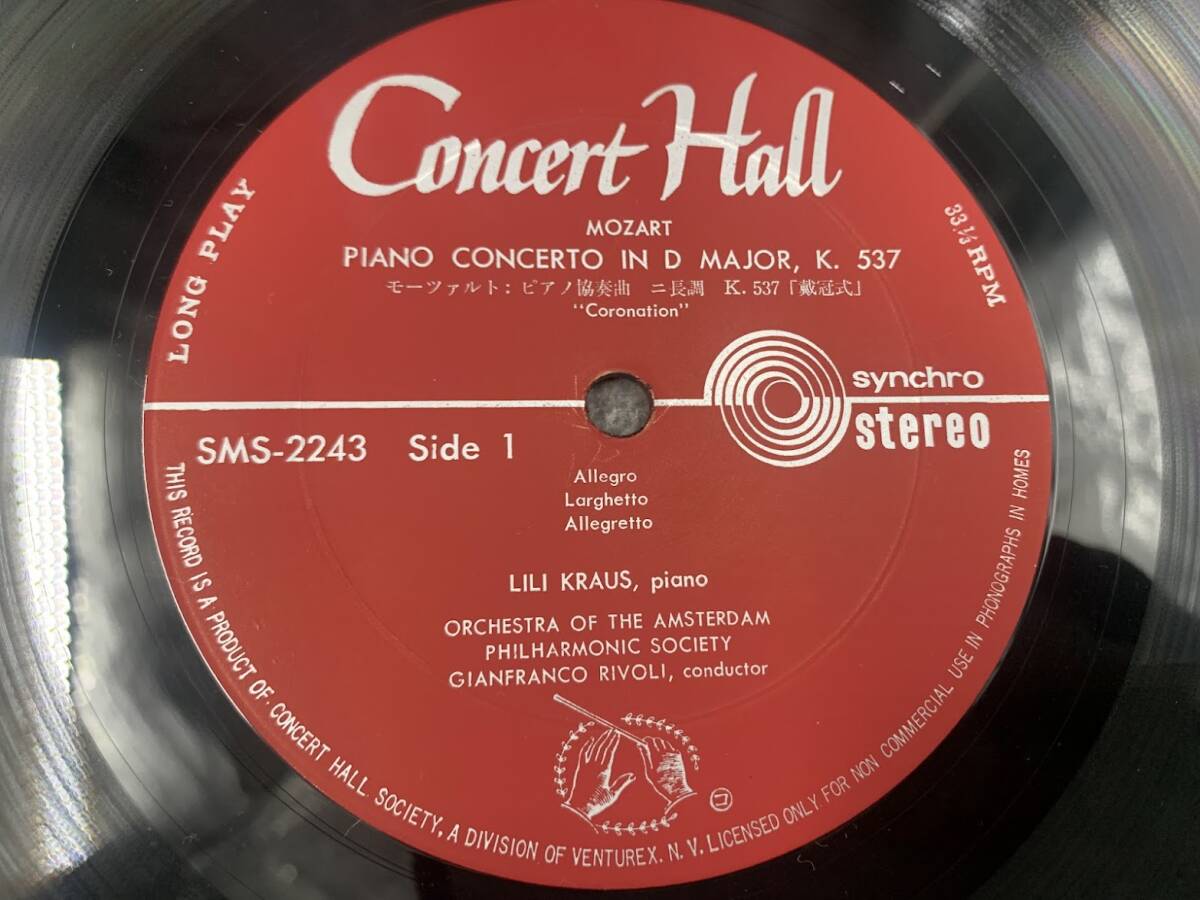 Concert Hall
MOZART
PIANO CONCERTO IN D MAJOR, K. 537
モーツァルト: ピアノ協奏曲 ニ長調 K. 537「戴冠式」
"Coronation"
LONG PLAY
33⅓ RPM
synchro
stereo
SMS-2243 Side 1
Allegro
Larghetto
Allegretto
LILI KRAUS, piano
ORCHESTRA OF THE AMSTERDAM
PHILHARMONIC SOCIETY
GIANFRANCO RIVOLI, conductor
コ
THIS RECORD IS A PRODUCT OF CONCERT HALL SOCIETY, A DIVISION OF VENTUREX. N. V. LICENSED ONLY FOR NON COMMERCIAL USE IN PHONOGRAPHS IN HOMES